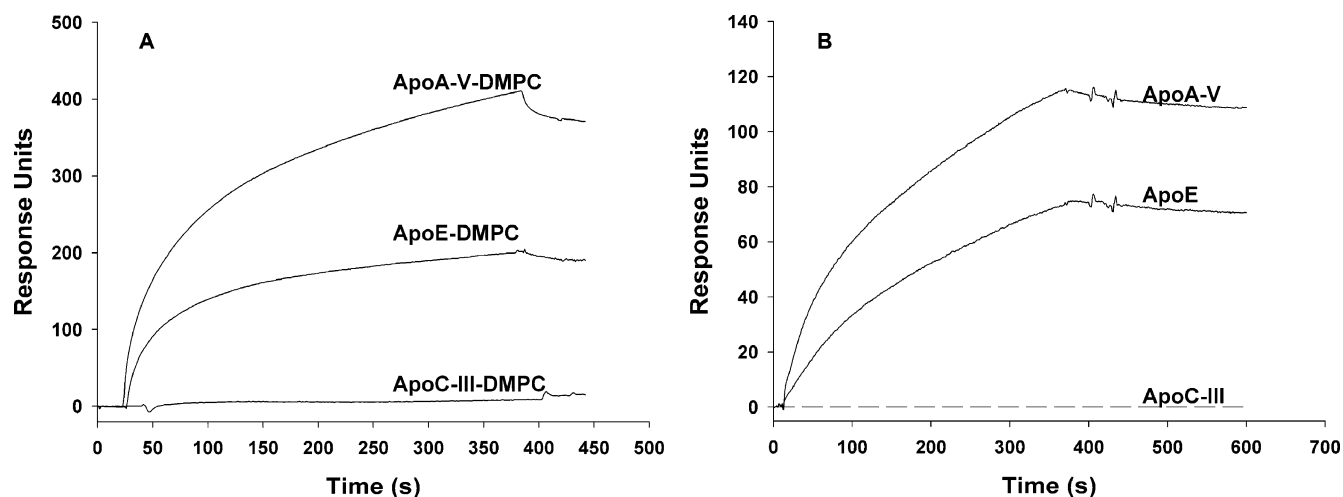 A
Response Units
500
400
300
200
100
0
ApoA-V-DMPC
ApoE-DMPC
ApoC-III-DMPC
0 50 100 150 200 250 300 350 400 450 500
Time (s)
B
Response Units
140
120
100
80
60
40
20
0
ApoA-V
ApoE
ApoC-III
0 100 200 300 400 500 600 700
Time (s)